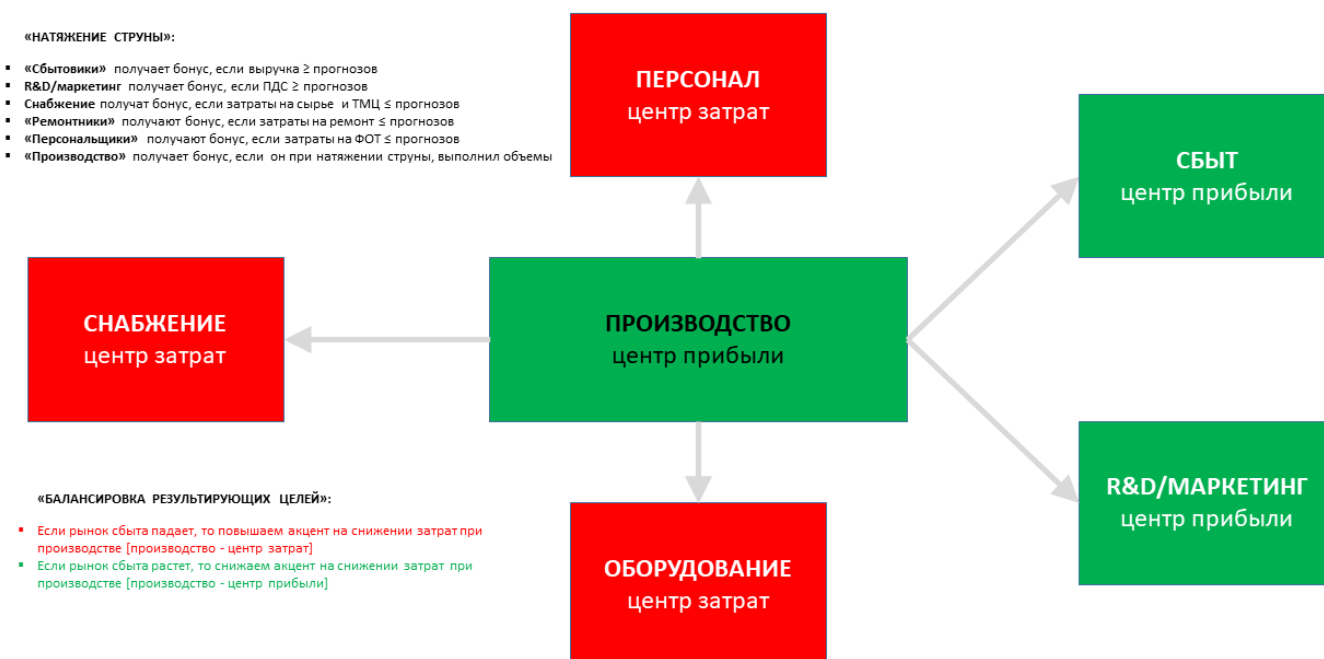 «НАТЯЖЕНИЕ СТРУНЫ»:
▪ «Сбытовики» получает бонус, если выручка ≥ прогнозов
▪ R&D/маркетинг получает бонус, если ПДС ≥ прогнозов
▪ Снабжение получат бонус, если затраты на сырье и ТМЦ ≤ прогнозов
▪ «Ремонтники» получают бонус, если затраты на ремонт ≤ прогнозов
▪ «Персональщики» получают бонус, если затраты на ФОТ ≤ прогнозов
▪ «Производство» получает бонус, если он при натяжении струны, выполнил объемы
ПЕРСОНАЛ
центр затрат
СБЫТ
центр прибыли
СНАБЖЕНИЕ
центр затрат
ПРОИЗВОДСТВО
центр прибыли
R&D/МАРКЕТИНГ
центр прибыли
«БАЛАНСИРОВКА РЕЗУЛЬТИРУЮЩИХ ЦЕЛЕЙ»:
▪ Если рынок сбыта падает, то повышаем акцент на снижении затрат при
производстве [производство - центр затрат]
▪ Если рынок сбыта растет, то снижаем акцент на снижении затрат при
производстве [производство - центр прибыли]
ОБОРУДОВАНИЕ
центр затрат